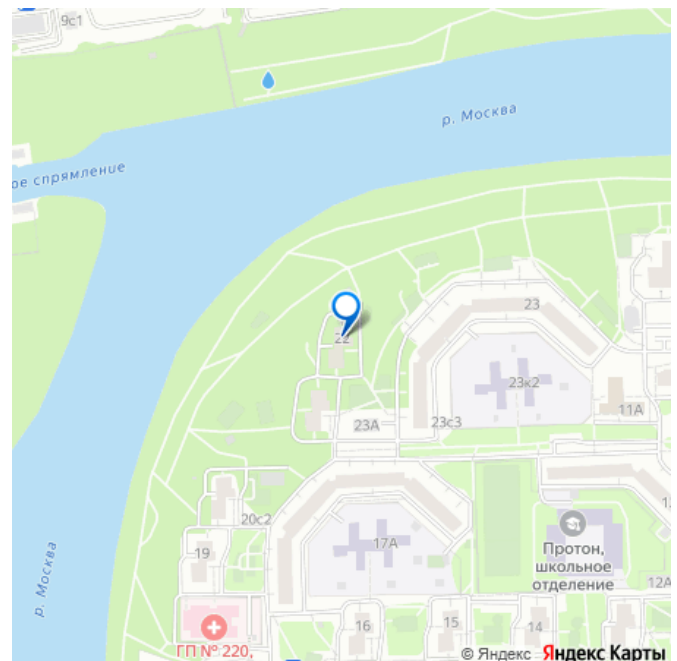 9с1
р. Москва
ое спрямление
23
22
23к2
11А
23А
23с3
20с2
17А
Протон,
школьное
отделение
19
12А
р. Москва
16
15
14
ГП № 220,
© Яндекс Яндекс Карты